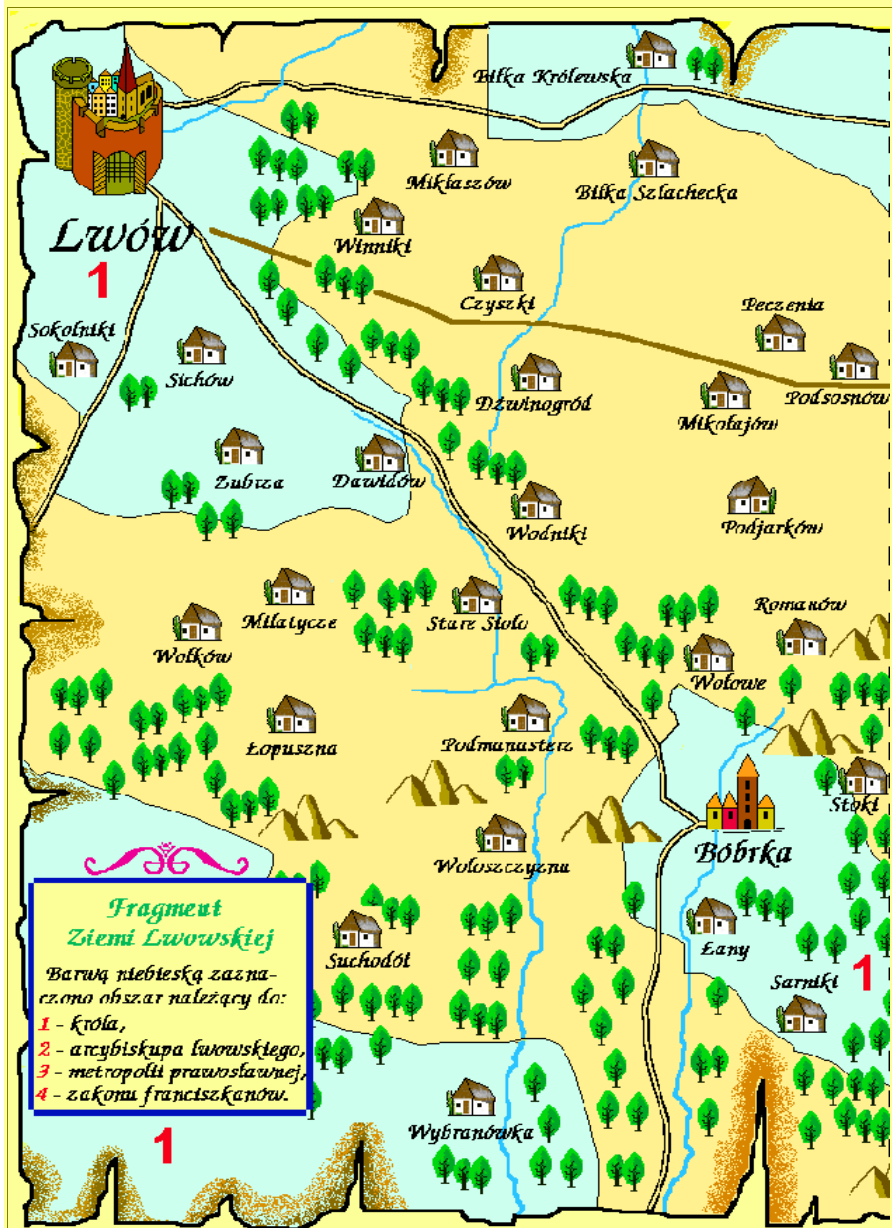 Biłka Królewska
Mikłaszów
Biłka Szlachecka
Lwów
Winniki
1
Czyszki
Peczenia
Sokolniki
Sichów
Dźwinogród
Mikołajów
Podsosnów
Zubrza
Dawidów
Wodniki
Podjarków
Milatycze
Stare Sioło
Romanów
Wołków
Wołowe
Łopuszna
Podmanasterz
Stoki
Bóbrka
Wołoszczyzna
Fragment
Ziemi Lwowskiej
Suchodół
Łany
1
Barwą niebieską zazna-
czono obszar należący do:
1 - króla,
2 - arcybiskupa lwowskiego,
3 - metropolii prawosławnej,
4 - zakonu franciszkanów.
Sarniki
Wybranówka
1